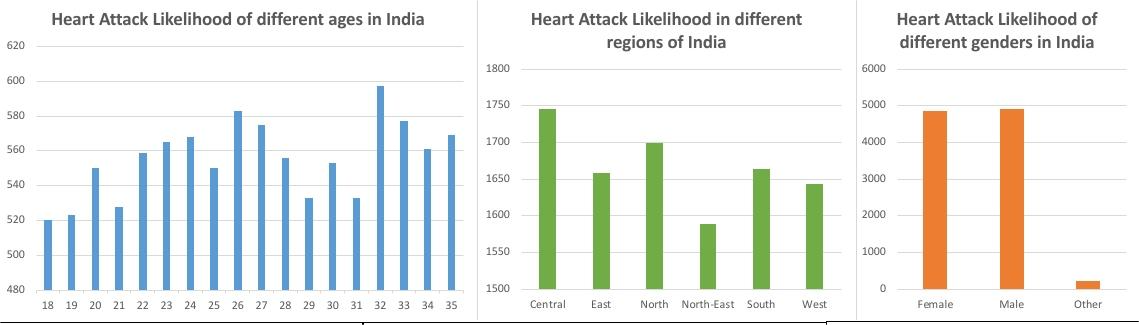 Heart Attack Likelihood of different ages in India
620
600
580
560
540
520
500
480
18 19 20 21 22 23 24 25 26 27 28 29 30 31 32 33 34 35
Heart Attack Likelihood in different
regions of India
1800
1750
1700
1650
1600
1550
1500
Central East North North-East South West
Heart Attack Likelihood of
different genders in India
6000
5000
4000
3000
2000
1000
0
Female Male Other